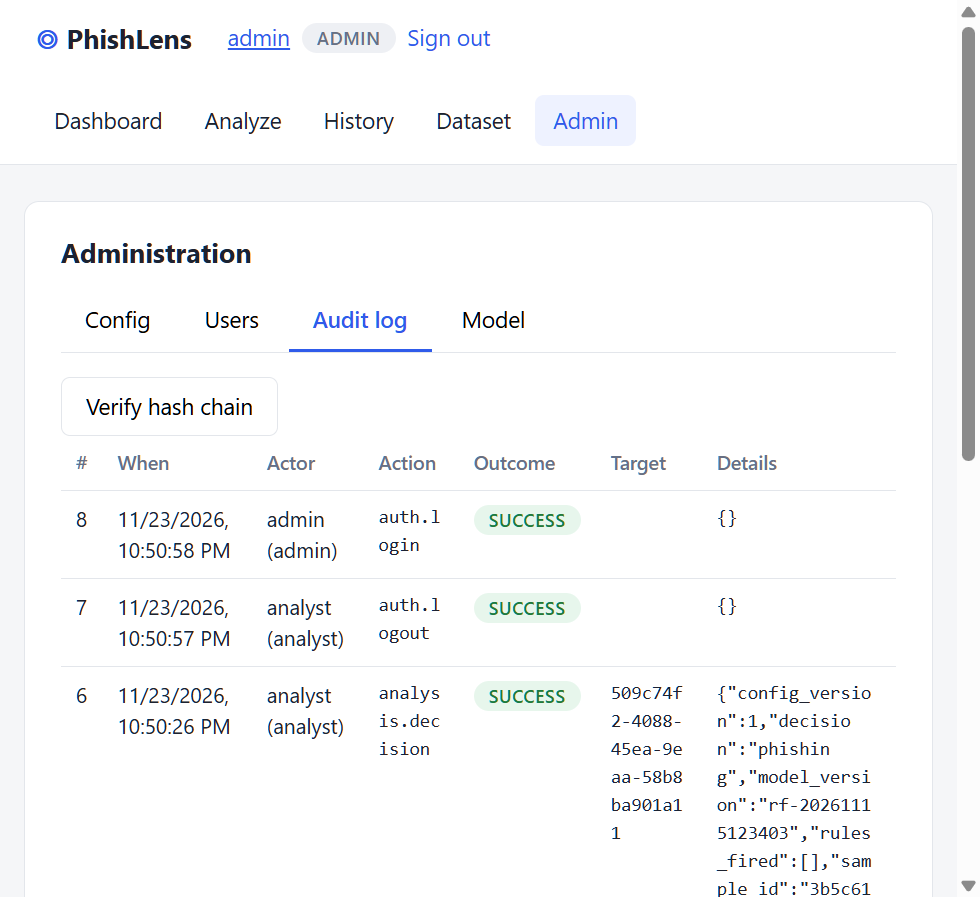 PhishLens admin ADMIN Sign out
Dashboard Analyze History Dataset Admin
Administration
Config Users Audit log Model
Verify hash chain
# When Actor Action Outcome Target Details
8 11/23/2026, admin auth.l SUCCESS {}
10:50:58 PM (admin) ogin
7 11/23/2026, analyst auth.l SUCCESS {}
10:50:57 PM (analyst) ogout
6 11/23/2026, analyst analys SUCCESS 509c74f {"config_versio
10:50:26 PM (analyst) is.dec 2-4088- n":1,"decisio
ision 45ea-9e n":"phishin
aa-58b8 g","model_versi
ba901a1 on":"rf-2026111
1 5123403","rules
_fired":[],"sam
ple_id":"3b5c61